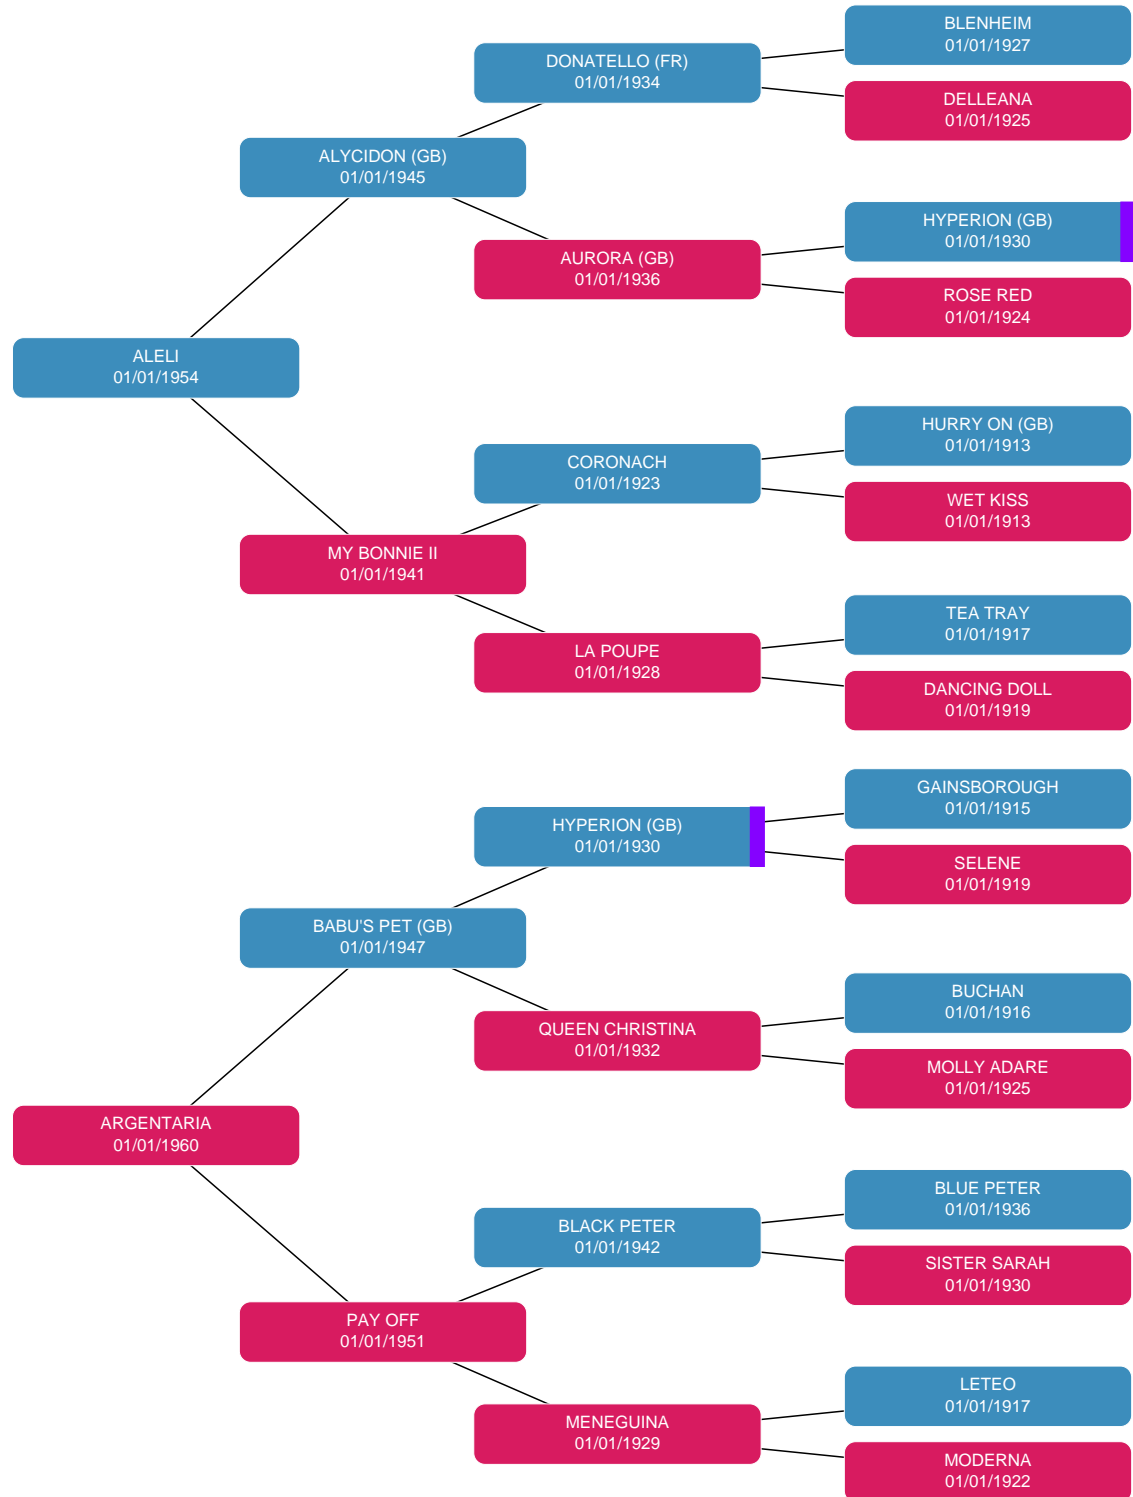 BLENHEIM
01/01/1927
DONATELLO (FR)
01/01/1934
DELLEANA
01/01/1925
ALYCIDON (GB)
01/01/1945
HYPERION (GB)
01/01/1930
AURORA (GB)
01/01/1936
ROSE RED
01/01/1924
ALELI
01/01/1954
HURRY ON (GB)
01/01/1913
CORONACH
01/01/1923
WET KISS
01/01/1913
MY BONNIE II
01/01/1941
TEA TRAY
01/01/1917
LA POUPE
01/01/1928
DANCING DOLL
01/01/1919
GAINSBOROUGH
01/01/1915
HYPERION (GB)
01/01/1930
SELENE
01/01/1919
BABU'S PET (GB)
01/01/1947
BUCHAN
01/01/1916
QUEEN CHRISTINA
01/01/1932
MOLLY ADARE
01/01/1925
ARGENTARIA
01/01/1960
BLUE PETER
01/01/1936
BLACK PETER
01/01/1942
SISTER SARAH
01/01/1930
PAY OFF
01/01/1951
LETEO
01/01/1917
MENEGUINA
01/01/1929
MODERNA
01/01/1922